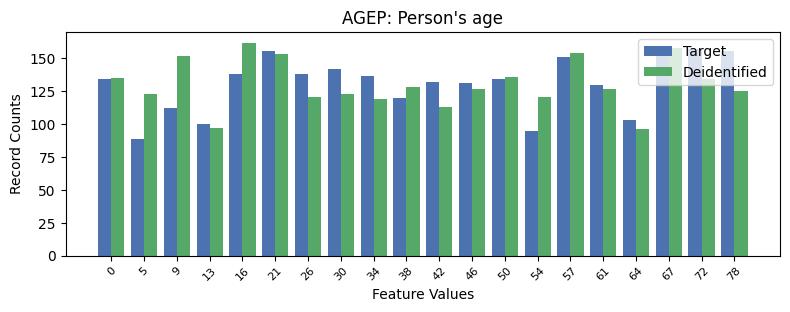 AGEP: Person's age
Target
Deidentified
Record Counts
150
125
100
75
50
25
0
0 5 9 13 16 21 26 30 34 38 42 46 50 54 57 61 64 67 72 78
Feature Values